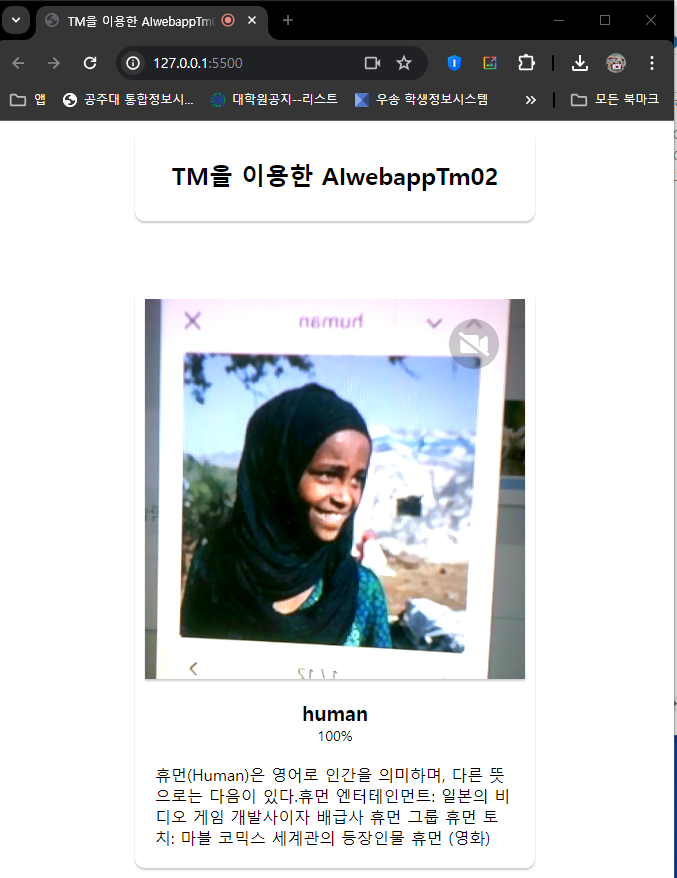 TM을 이용한 AIwebappTm
127.0.0.1:5500
앱
공주대 통합정보시...
대학원공지--리스트
우송 학생정보시스템
»
모든 북마크
TM을 이용한 AIwebappTm02
human
1 / 12
human
100%
휴먼(Human)은 영어로 인간을 의미하며, 다른 뜻
으로는 다음이 있다.휴먼 엔터테인먼트: 일본의 비
디오 게임 개발사이자 배급사 휴먼 그룹 휴먼 토
치: 마블 코믹스 세계관의 등장인물 휴먼 (영화)